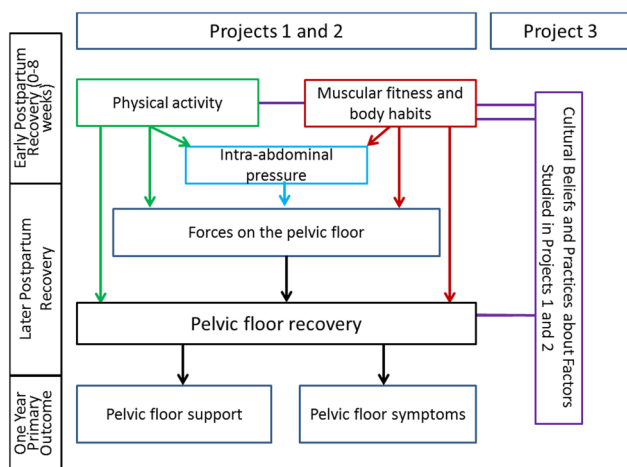 Projects 1 and 2
Project 3
Early Postpartum
Recovery (0-8
weeks)
Physical activity
Muscular fitness and
body habits
Intra-abdominal
pressure
Cultural Beliefs and Practices about Factors
Studied in Projects 1 and 2
Later Postpartum
Recovery
Forces on the pelvic floor
Pelvic floor recovery
One Year
Primary
Outcome
Pelvic floor support
Pelvic floor symptoms